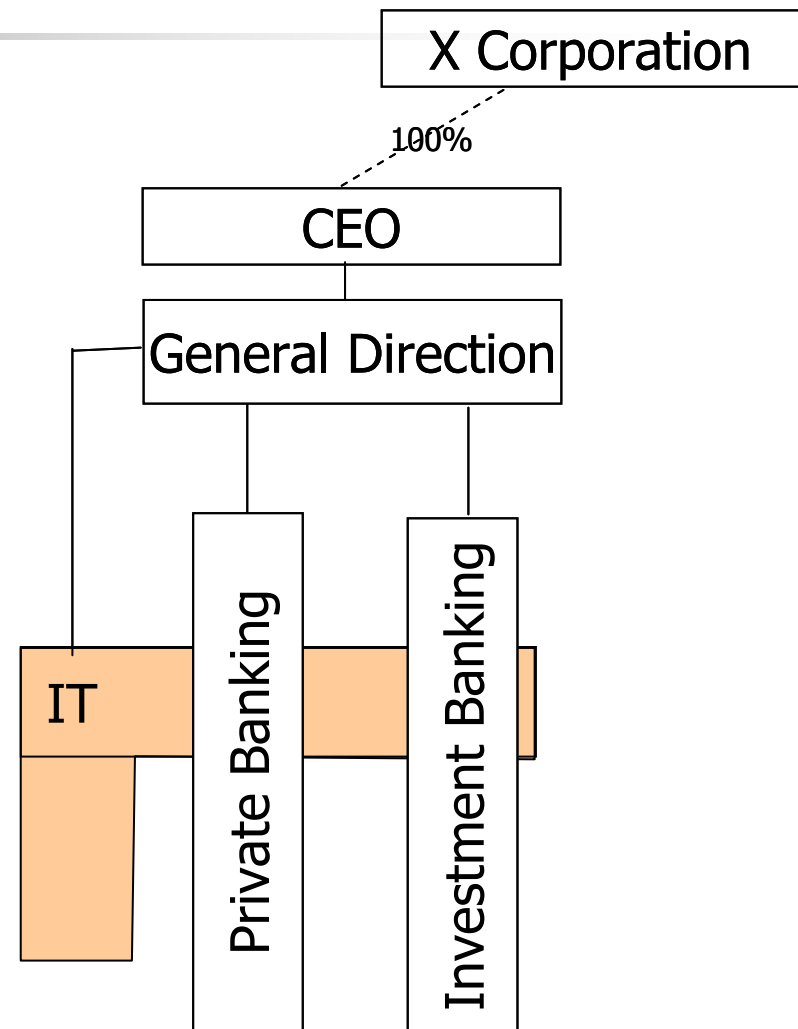 X Corporation
100%
CEO
General Direction
IT
Private Banking
Investment Banking